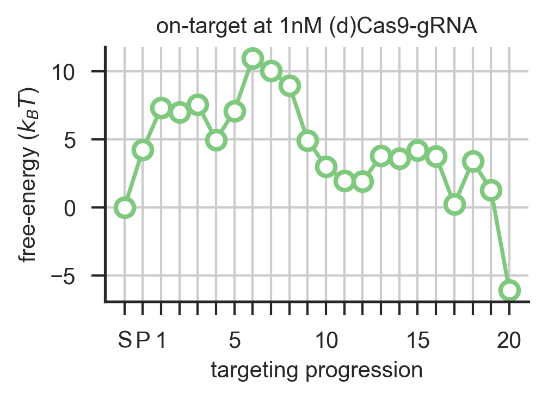 on-target at 1nM (d)Cas9-gRNA
free-energy (k_BT)
10
5
0
−5
S P 1 5 10 15 20
targeting progression